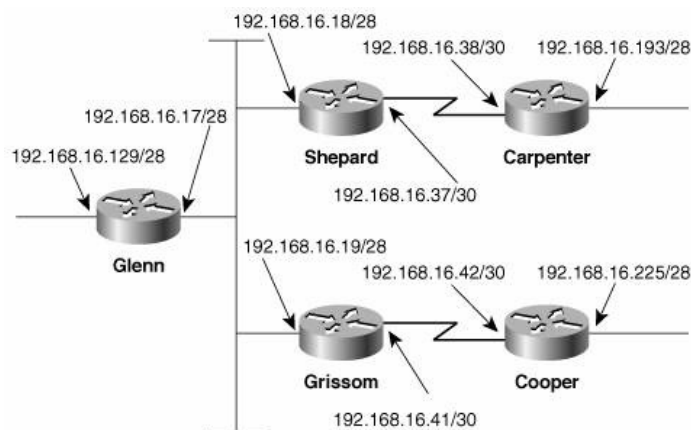 192.168.16.18/28
192.168.16.38/30
192.168.16.193/28
192.168.16.17/28
192.168.16.129/28
Shepard
Carpenter
192.168.16.37/30
Glenn
192.168.16.19/28
192.168.16.42/30
192.168.16.225/28
Grissom
Cooper
192.168.16.41/30